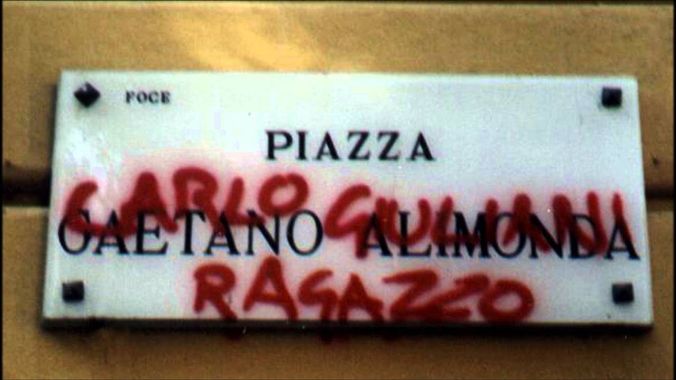 FOCE
PIAZZA
CARLO GIULIANI
GAETANO ALIMONDA
RAGAZZO